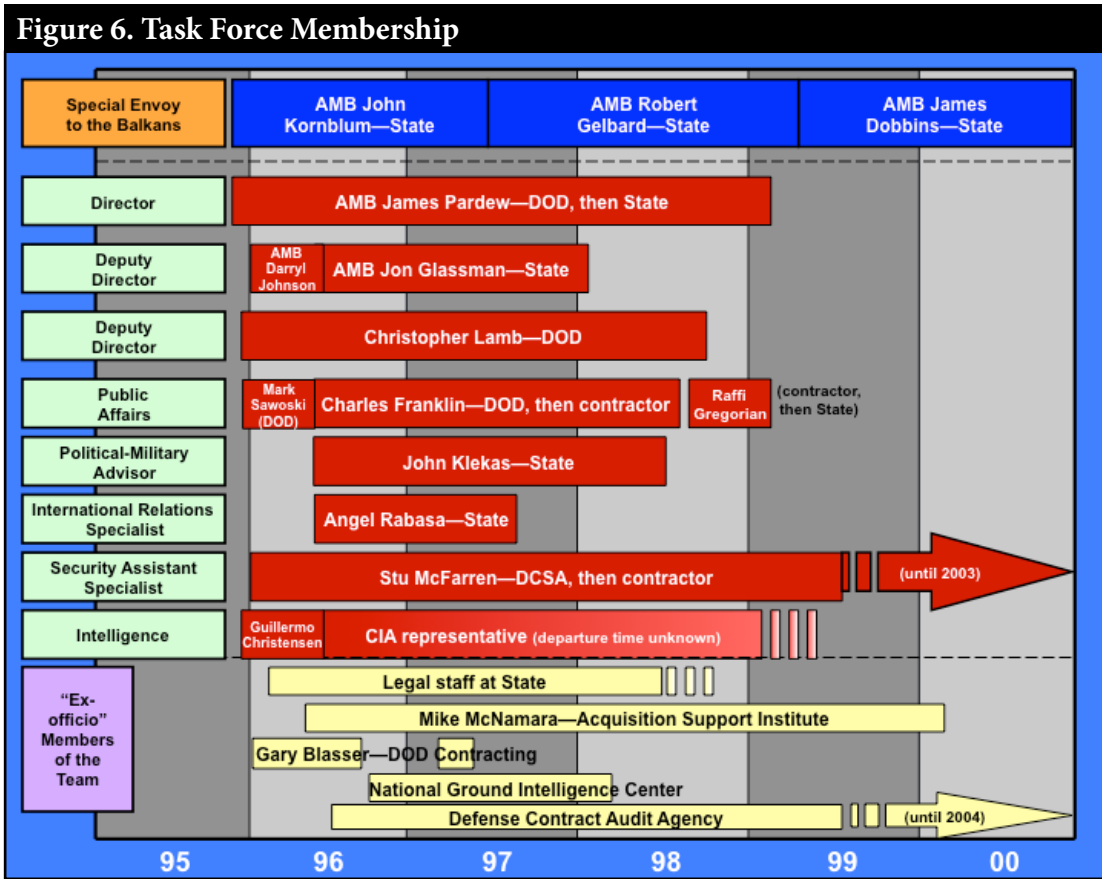 Figure 6. Task Force Membership
Special Envoy
to the Balkans
AMB John
Kornblum—State
AMB Robert
Gelbard—State
AMB James
Dobbins—State
Director
AMB James Pardew—DOD, then State
Deputy
Director
AMB
Darryl
Johnson
AMB Jon Glassman—State
Deputy
Director
Christopher Lamb—DOD
Public
Affairs
Mark
Sawoski
(DOD)
Charles Franklin—DOD, then contractor
Raffi
Gregorian
(contractor,
then State)
Political-Military
Advisor
John Klekas—State
International Relations
Specialist
Angel Rabasa—State
Security Assistant
Specialist
Stu McFarren—DCSA, then contractor
(until 2003)
Intelligence
Guillermo
Christensen
CIA representative (departure time unknown)
“Ex-
officio”
Members
of the
Team
Legal staff at State
Mike McNamara—Acquisition Support Institute
Gary Blasser—DOD Contracting
National Ground Intelligence Center
Defense Contract Audit Agency
(until 2004)
95 96 97 98 99 00